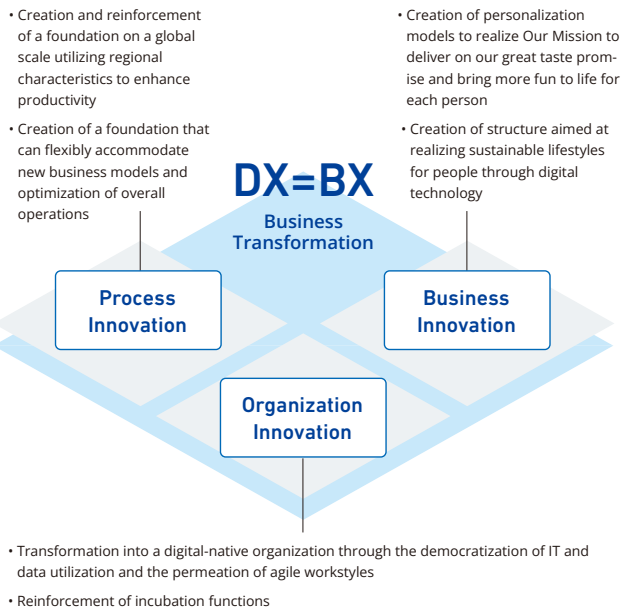 • Creation and reinforcement
of a foundation on a global
scale utilizing regional
characteristics to enhance
productivity
• Creation of a foundation that
can flexibly accommodate
new business models and
optimization of overall
operations
• Creation of personalization
models to realize Our Mission to
deliver on our great taste prom-
ise and bring more fun to life for
each person
• Creation of structure aimed at
realizing sustainable lifestyles
for people through digital
technology
DX=BX
Business
Transformation
Process
Innovation
Business
Innovation
Organization
Innovation
• Transformation into a digital-native organization through the democratization of IT and
data utilization and the permeation of agile workstyles
• Reinforcement of incubation functions